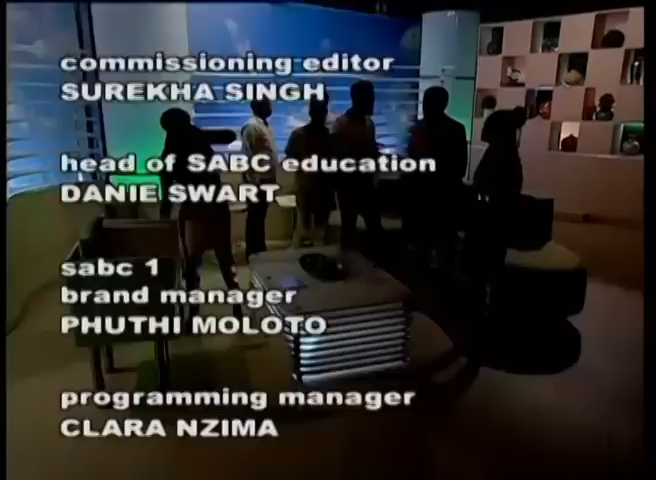 commissioning editor
SUREKHA SINGH
head of SABC education
DANIE SWART
sabc 1
brand manager
PHUTHI MOLOTO
programming manager
CLARA NZIMA